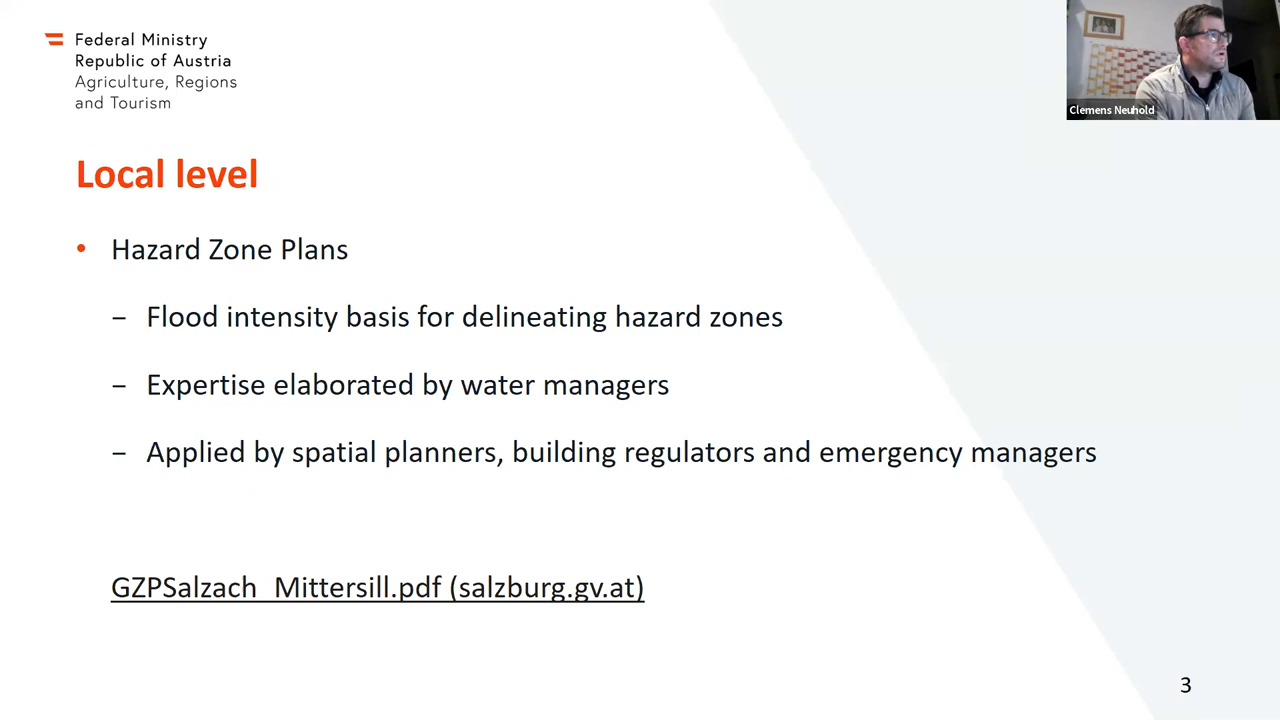 Federal Ministry
Republic of Austria
Agriculture, Regions
and Tourism
Clemens Neuhold
Local level
• Hazard Zone Plans
– Flood intensity basis for delineating hazard zones
– Expertise elaborated by water managers
– Applied by spatial planners, building regulators and emergency managers
GZPSalzach_Mittersill.pdf (salzburg.gv.at)
3